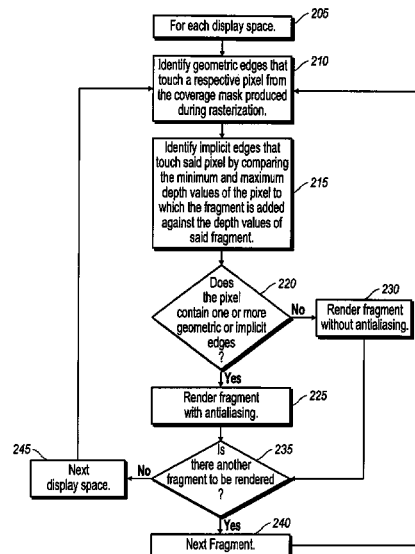 For each display space.
205
Identify geometric edges that
touch a respective pixel from
the coverage mask produced
during rasterization.
210
Identify implicit edges that
touch said pixel by comparing
the minimum and maximum
depth values of the pixel to
which the fragment is added
against the depth values of
said fragment.
215
Does
the pixel
contain one or more
geometric or implicit
edges
?
220
No
230
Render fragment
without antialiasing.
Yes
Render fragment
with antialiasing.
225
245
Next
display space.
No
Is
there another
fragment to be rendered
?
235
Yes
240
Next Fragment.